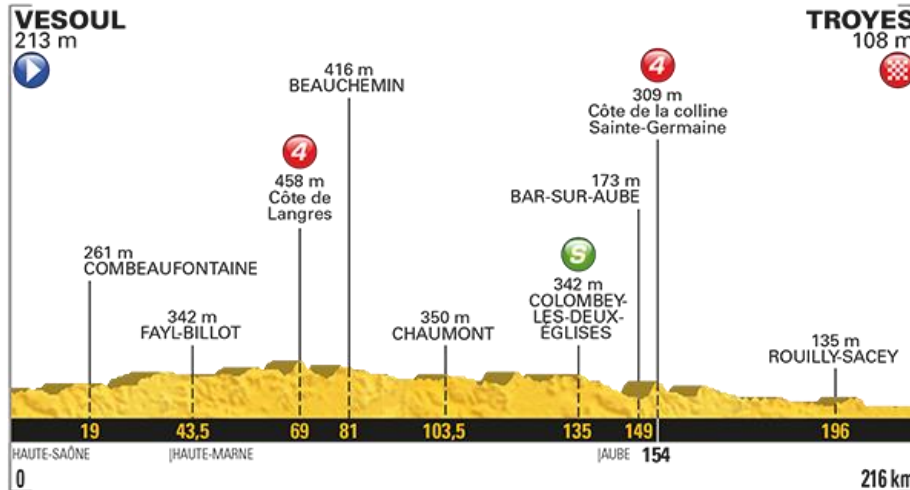 VESOUL
213 m
TROYES
108 m
416 m
BEAUCHEMIN
4
309 m
Côte de la colline
Sainte-Germaine
4
458 m
Côte de
Langres
173 m
BAR-SUR-AUBE
261 m
COMBEAUFONTAINE
S
342 m
COLOMBEY-
LES-DEUX-
ÉGLISES
342 m
FAYL-BILLOT
350 m
CHAUMONT
135 m
ROUILLY-SACEY
19 43,5 69 81 103,5 135 149 196
HAUTE-SAÔNE |HAUTE-MARNE |AUBE 154
0 216 km